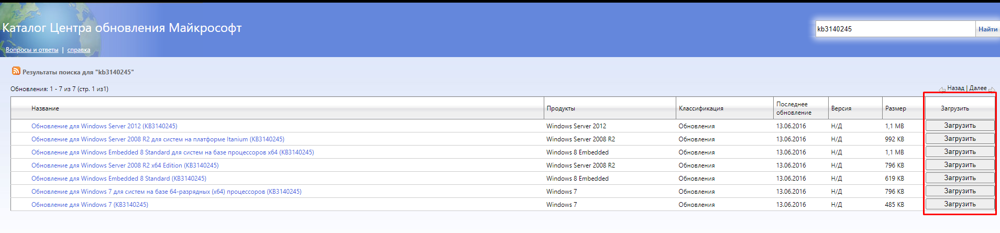 Каталог Центра обновления Майкрософт
kb3140245 Найти
Вопросы и ответы | справка
Результаты поиска для "kb3140245"
Обновления: 1 - 7 из 7 (стр. 1 из1) Назад | Далее
Название Продукты Классификация Последнее обновление Версия Размер Загрузить
Обновление для Windows Server 2012 (KB3140245) Windows Server 2012 Обновления 13.06.2016 Н/Д 1,1 MB Загрузить
Обновление для Windows Server 2008 R2 для систем на платформе Itanium (KB3140245) Windows Server 2008 R2 Обновления 13.06.2016 Н/Д 992 KB Загрузить
Обновление для Windows Embedded 8 Standard для систем на базе процессоров x64 (KB3140245) Windows 8 Embedded Обновления 13.06.2016 Н/Д 1,1 MB Загрузить
Обновление для Windows Server 2008 R2 x64 Edition (KB3140245) Windows Server 2008 R2 Обновления 13.06.2016 Н/Д 796 KB Загрузить
Обновление для Windows Embedded 8 Standard (KB3140245) Windows 8 Embedded Обновления 13.06.2016 Н/Д 619 KB Загрузить
Обновление для Windows 7 для систем на базе 64-разрядных (x64) процессоров (KB3140245) Windows 7 Обновления 13.06.2016 Н/Д 796 KB Загрузить
Обновление для Windows 7 (KB3140245) Windows 7 Обновления 13.06.2016 Н/Д 485 KB Загрузить